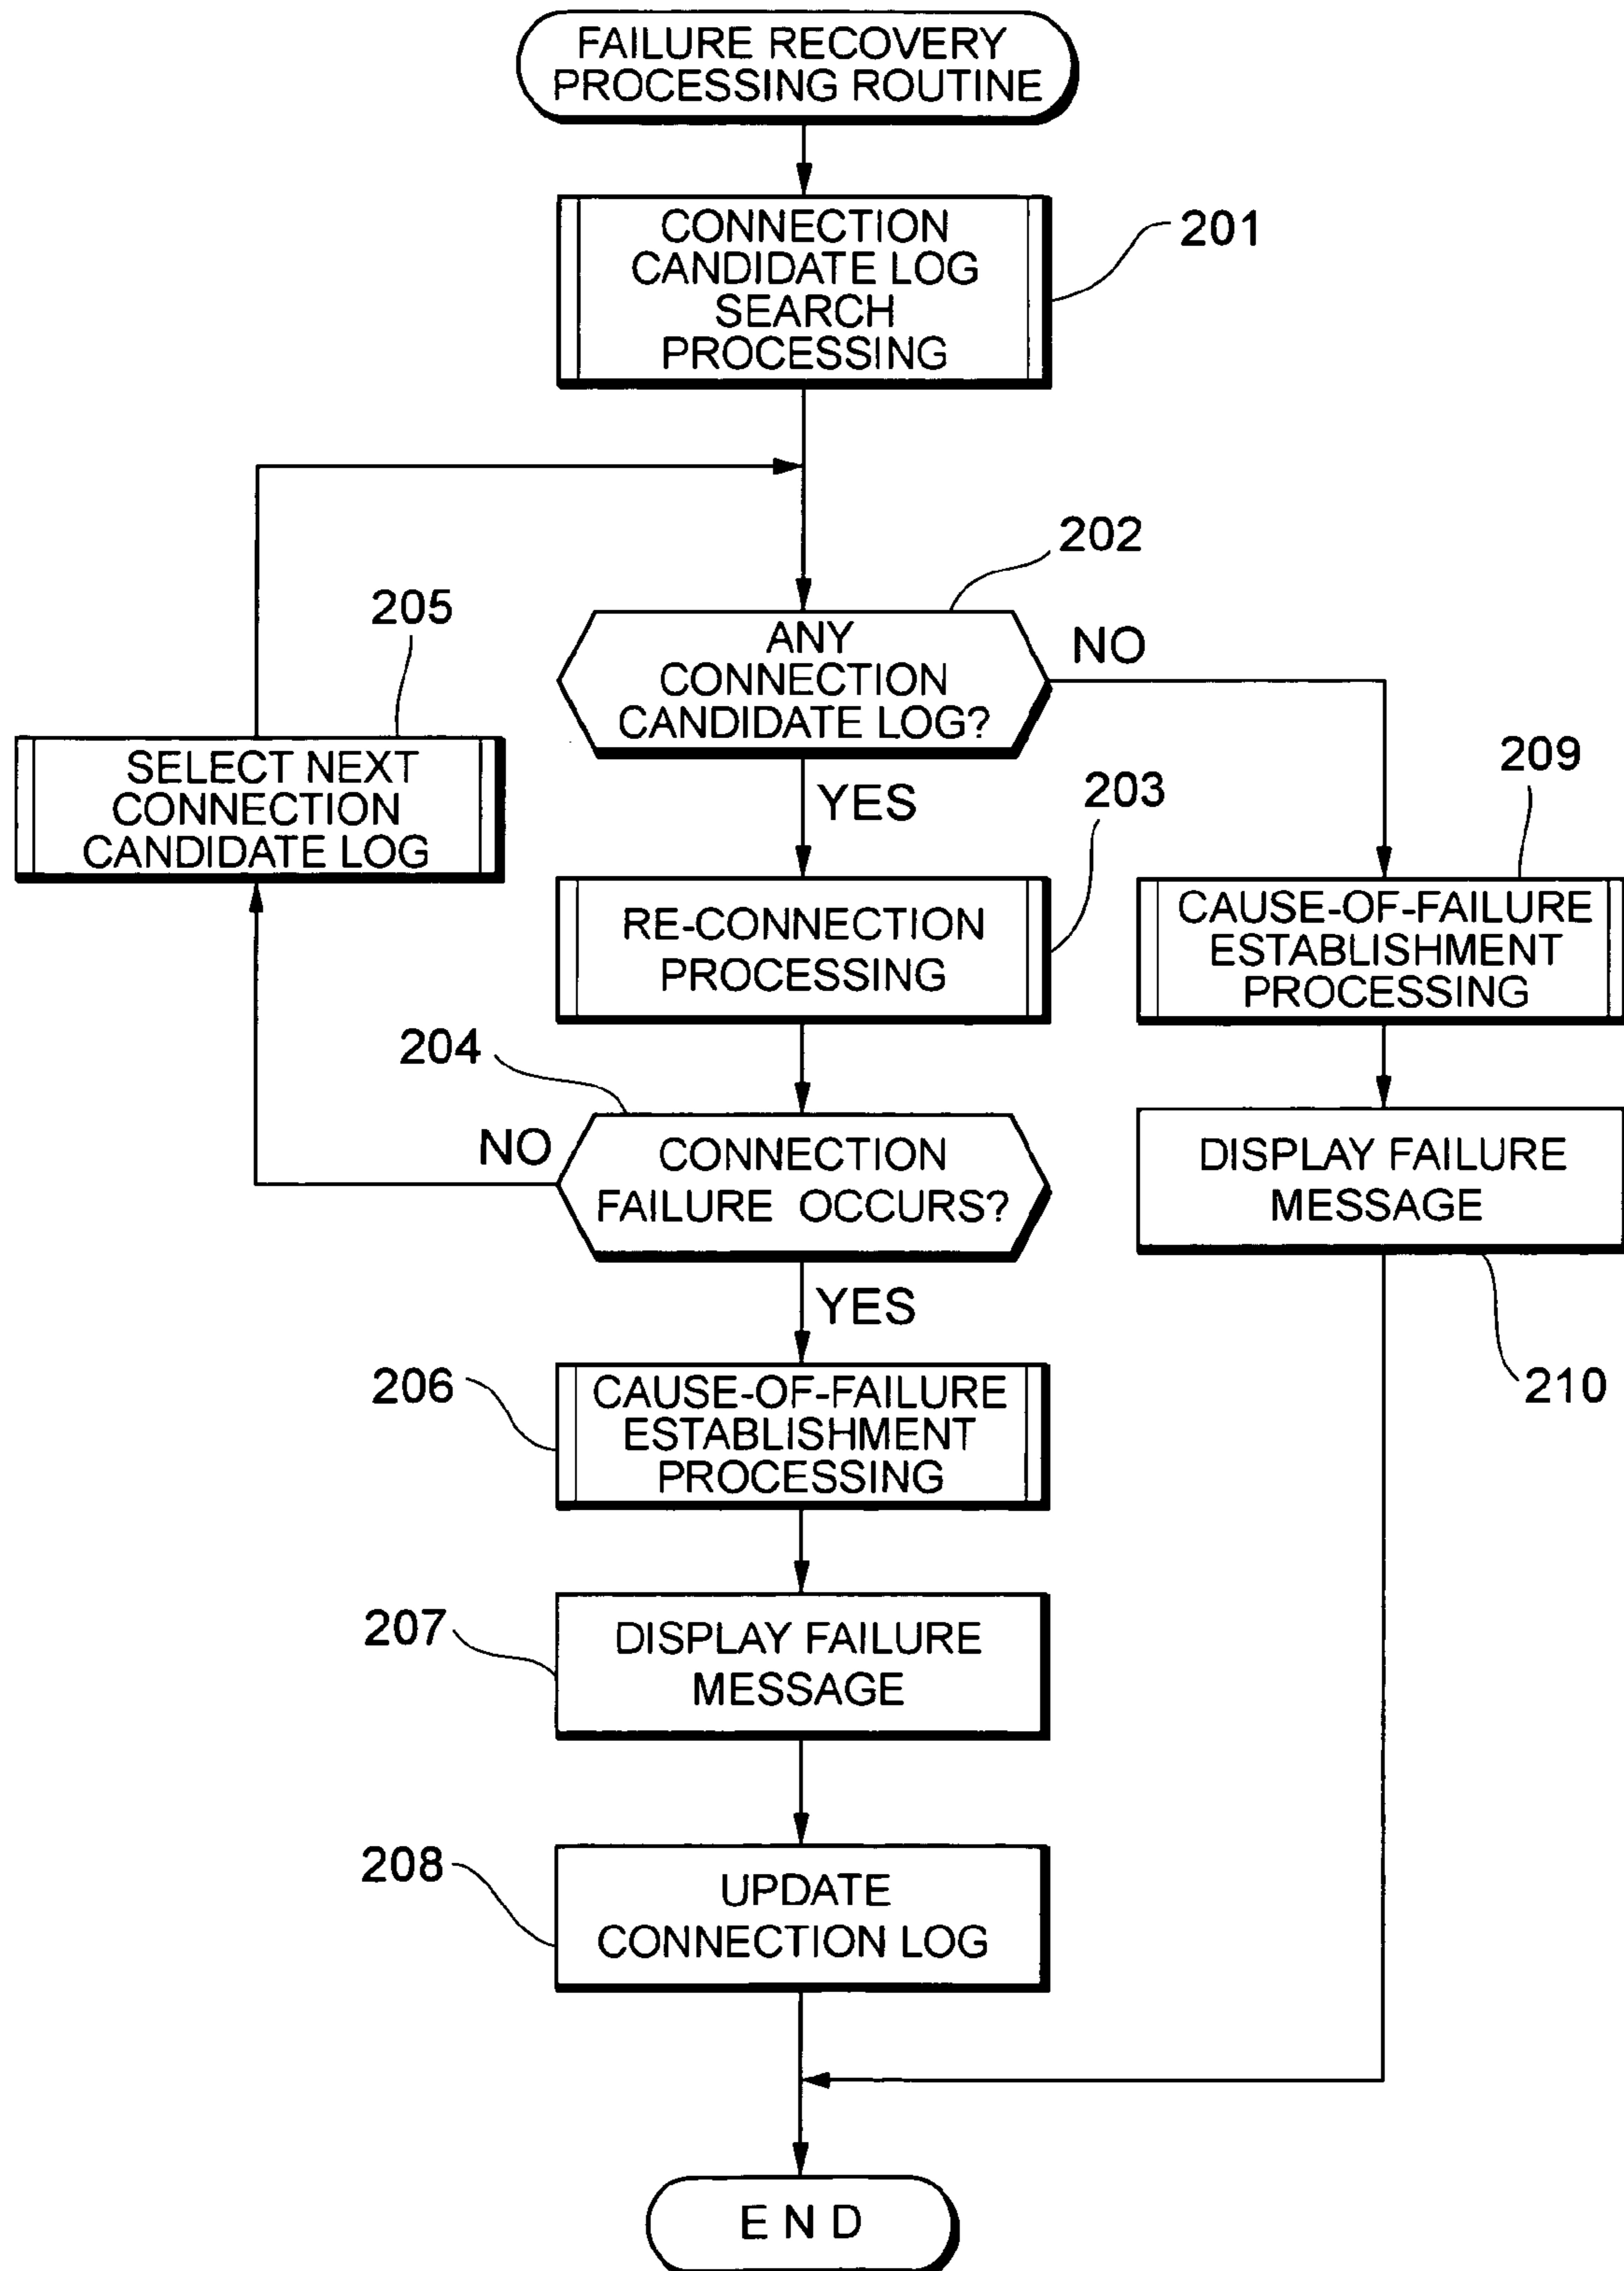 FAILURE RECOVERY
PROCESSING ROUTINE
CONNECTION
CANDIDATE LOG
SEARCH
PROCESSING
201
202
ANY
CONNECTION
CANDIDATE LOG?
NO
YES
205
SELECT NEXT
CONNECTION
CANDIDATE LOG
203
RE-CONNECTION
PROCESSING
209
CAUSE-OF-FAILURE
ESTABLISHMENT
PROCESSING
204
NO
CONNECTION
FAILURE OCCURS?
YES
DISPLAY FAILURE
MESSAGE
210
206
CAUSE-OF-FAILURE
ESTABLISHMENT
PROCESSING
207
DISPLAY FAILURE
MESSAGE
208
UPDATE
CONNECTION LOG
END